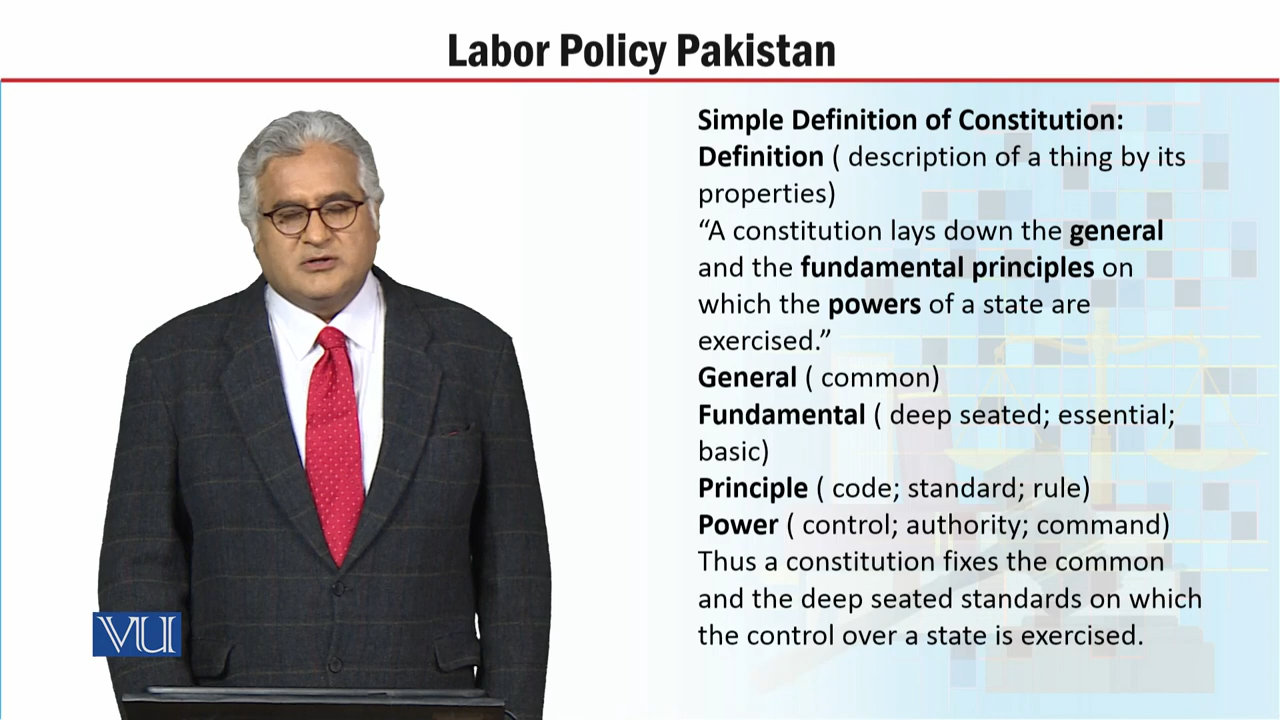 Labor Policy Pakistan
Simple Definition of Constitution:
Definition ( description of a thing by its
properties)
“A constitution lays down the general
and the fundamental principles on
which the powers of a state are
exercised.”
General ( common)
Fundamental ( deep seated; essential;
basic)
Principle ( code; standard; rule)
Power ( control; authority; command)
Thus a constitution fixes the common
and the deep seated standards on which
the control over a state is exercised.
VU